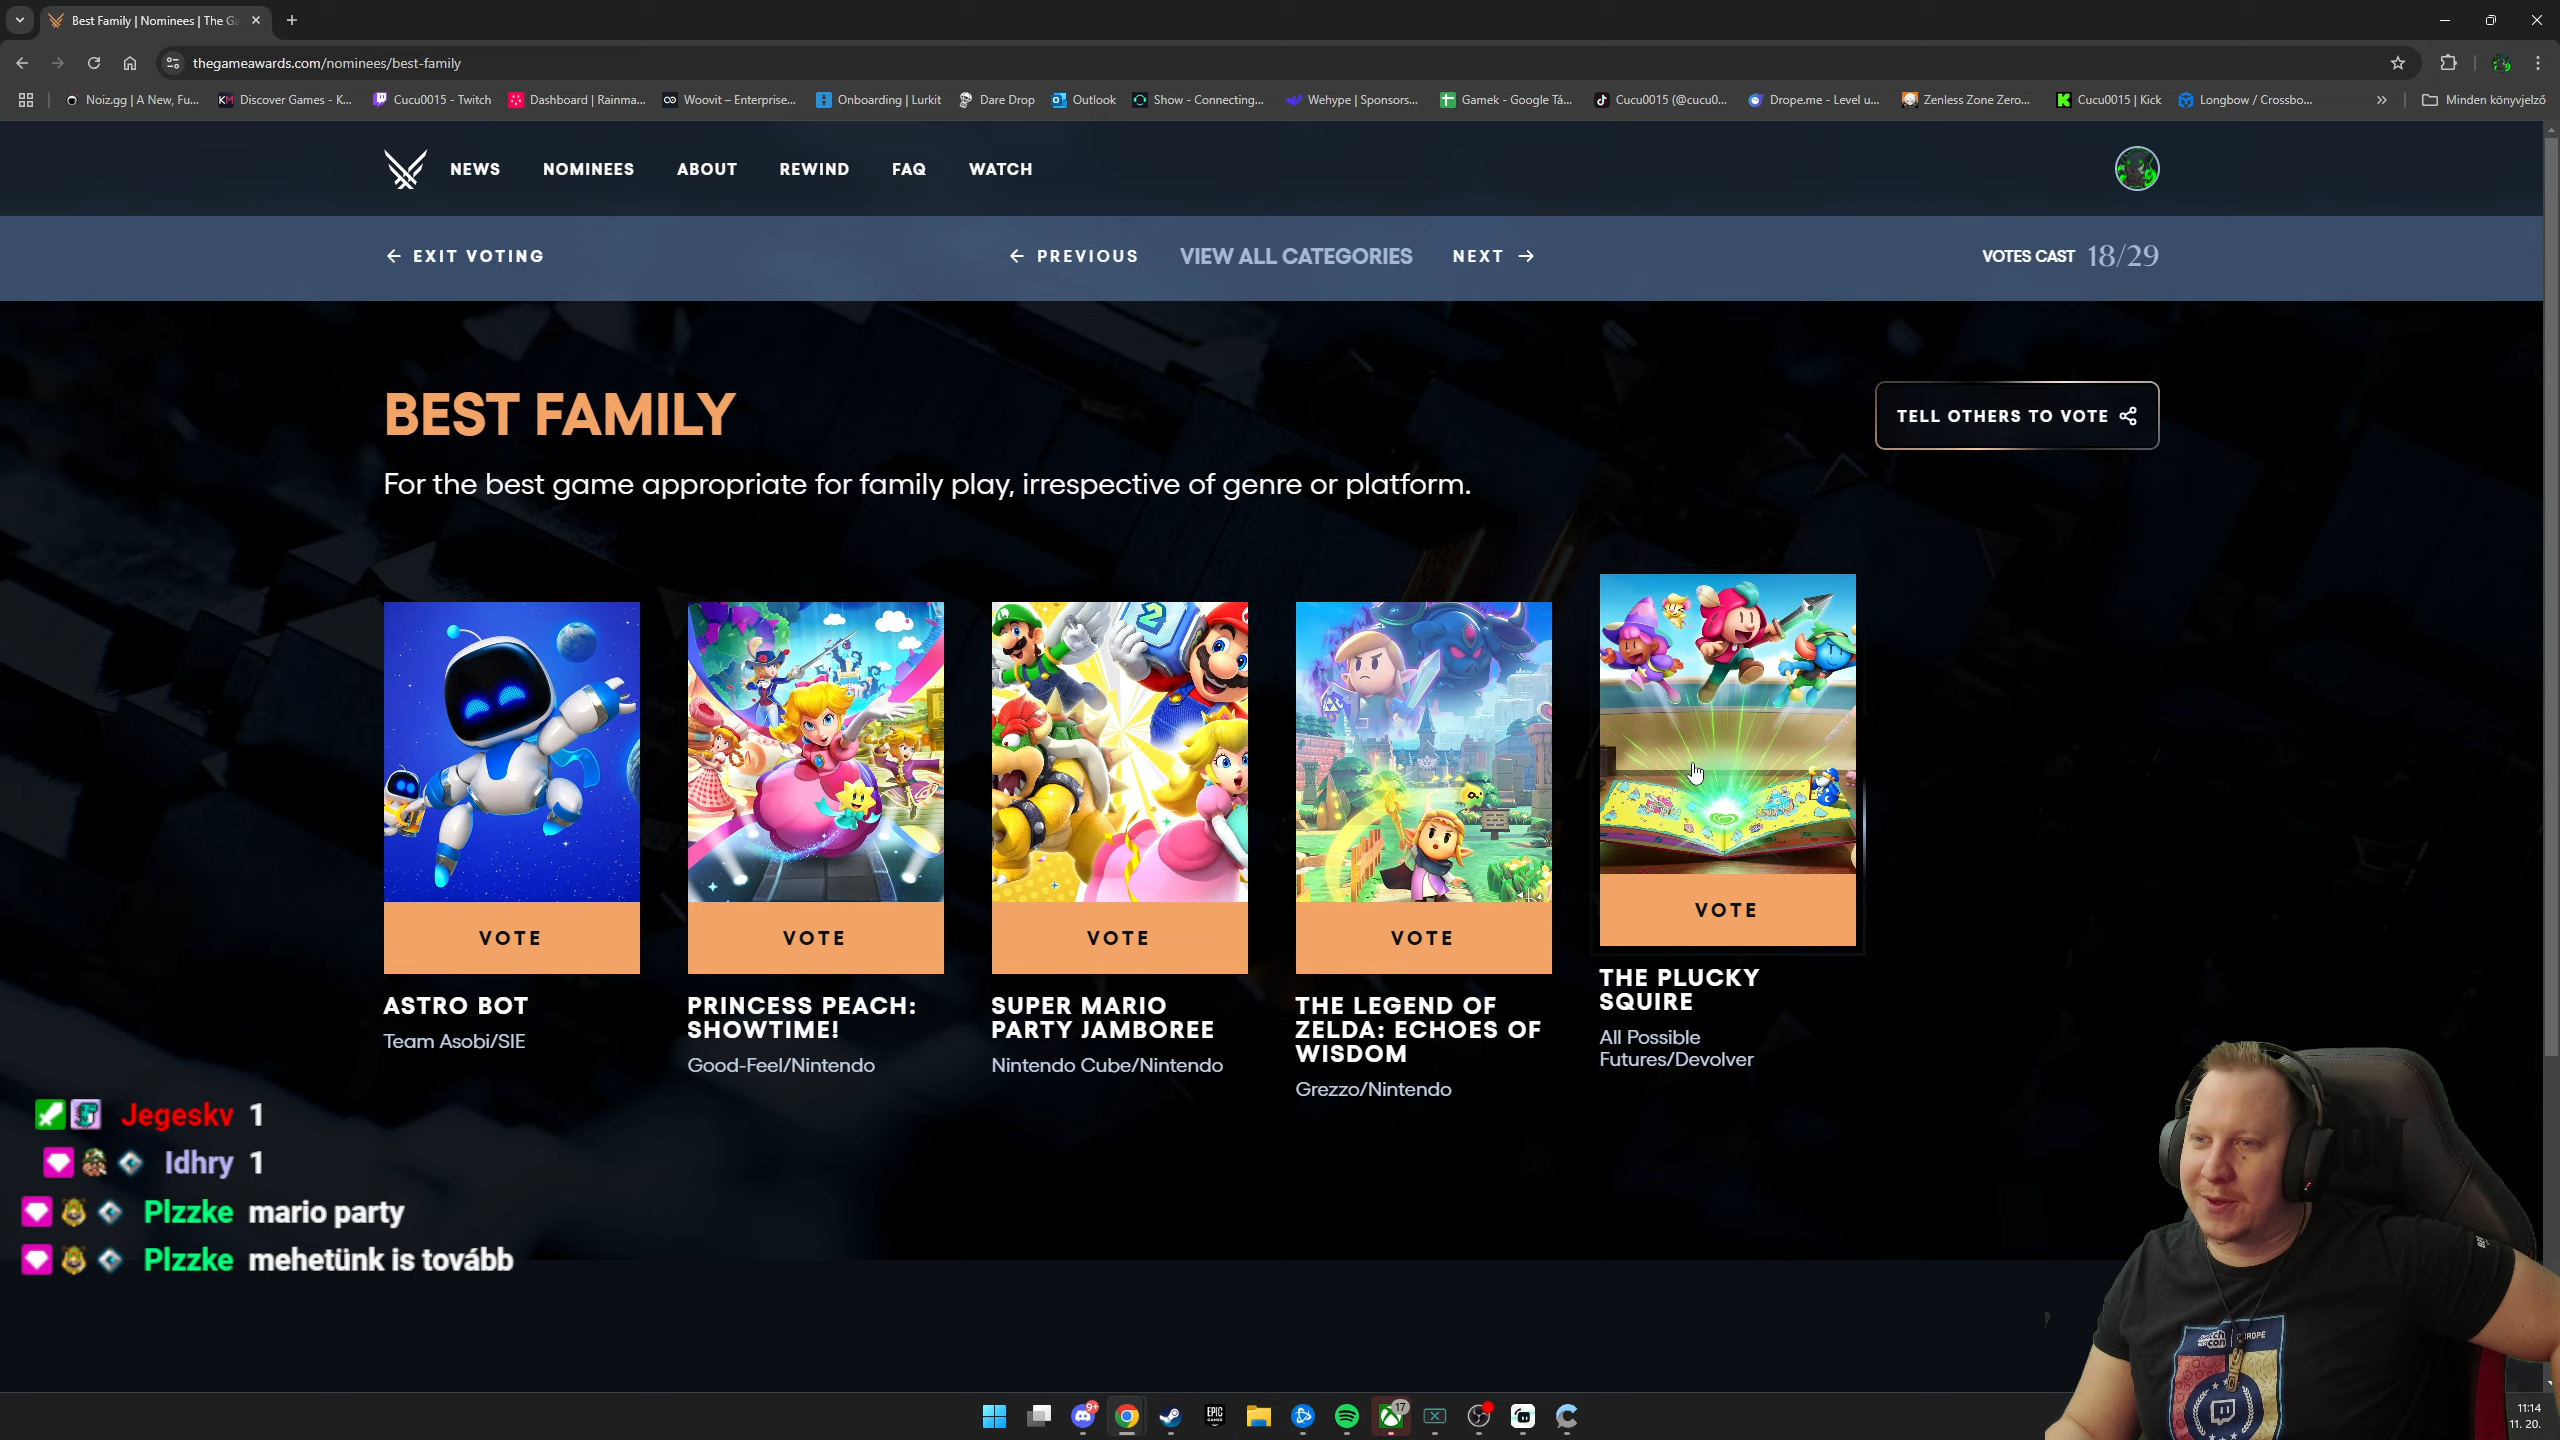 Best Family | Nominees | The Ga
thegameawards.com/nominees/best-family
Noiz.gg | A New, Fu...
Discover Games - K...
Cucu0015 - Twitch
Dashboard | Rainma...
Woovit – Enterprise...
Onboarding | Lurkit
Dare Drop
Outlook
Show - Connecting...
Wehype | Sponsors...
Gamek - Google Tá...
Cucu0015 (@cucu0...
Drope.me - Level u...
Zenless Zone Zero...
Cucu0015 | Kick
Longbow / Crossbo...
Minden könyvjelző
NEWS
NOMINEES
ABOUT
REWIND
FAQ
WATCH
EXIT VOTING
PREVIOUS
VIEW ALL CATEGORIES
NEXT
VOTES CAST 18/29
BEST FAMILY
TELL OTHERS TO VOTE
For the best game appropriate for family play, irrespective of genre or platform.
VOTE
ASTRO BOT
Team Asobi/SIE
VOTE
PRINCESS PEACH:
SHOWTIME!
Good-Feel/Nintendo
2
VOTE
SUPER MARIO
PARTY JAMBOREE
Nintendo Cube/Nintendo
VOTE
THE LEGEND OF
ZELDA: ECHOES OF
WISDOM
Grezzo/Nintendo
VOTE
THE PLUCKY
SQUIRE
All Possible
Futures/Devolver
Jegeskv 1
Idhry 1
Plzzke mario party
Plzzke mehetünk is tovább
9+
EPIC
17
11:14
11. 20.